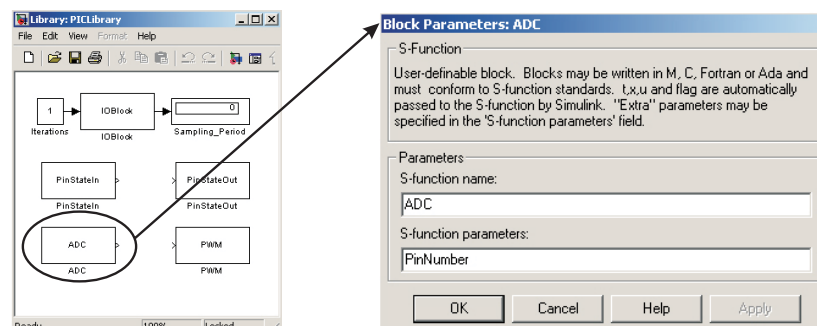 Library: PICLibrary
File Edit View Format Help
1
IOBlock
0
Iterations
IOBlock
Sampling_Period
PinStateIn
PinStateOut
PinStateIn
PinStateOut
ADC
PWM
ADC
PWM
Ready 100% Locked
Block Parameters: ADC
S-Function
User-definable block. Blocks may be written in M, C, Fortran or Ada and
must conform to S-function standards. t,x,u and flag are automatically
passed to the S-function by Simulink. "Extra" parameters may be
specified in the 'S-function parameters' field.
Parameters
S-function name:
ADC
S-function parameters:
PinNumber
OK Cancel Help Apply